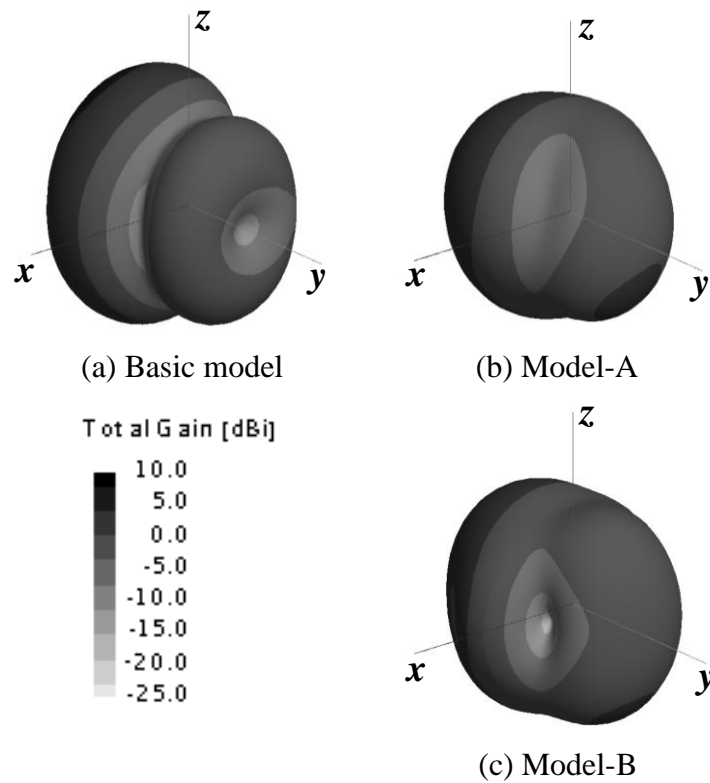 z
z
x
y
x
y
(a) Basic model
(b) Model-A
Total Gain [dBi]
10.0
5.0
0.0
-5.0
-10.0
-15.0
-20.0
-25.0
z
x
y
(c) Model-B